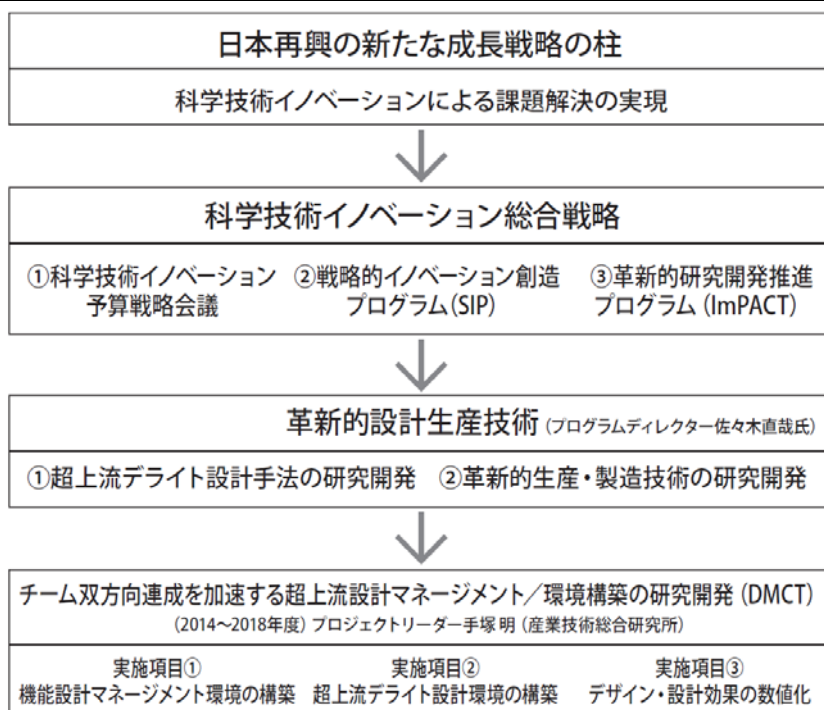 日本再興の新たな成長戦略の柱
科学技術イノベーションによる課題解決の実現
科学技術イノベーション総合戦略
①科学技術イノベーション ②戦略的イノベーション創造 ③革新的研究開発推進
予算戦略会議 プログラム(SIP) プログラム(ImPACT)
革新的設計生産技術(プログラムディレクター佐々木直哉氏)
①超上流デライト設計手法の研究開発 ②革新的生産・製造技術の研究開発
チーム双方向連成を加速する超上流設計マネージメント/環境構築の研究開発(DMCT)
(2014〜2018年度)プロジェクトリーダー手塚 明(産業技術総合研究所)
実施項目① 実施項目② 実施項目③
機能設計マネージメント環境の構築 超上流デライト設計環境の構築 デザイン・設計効果の数値化